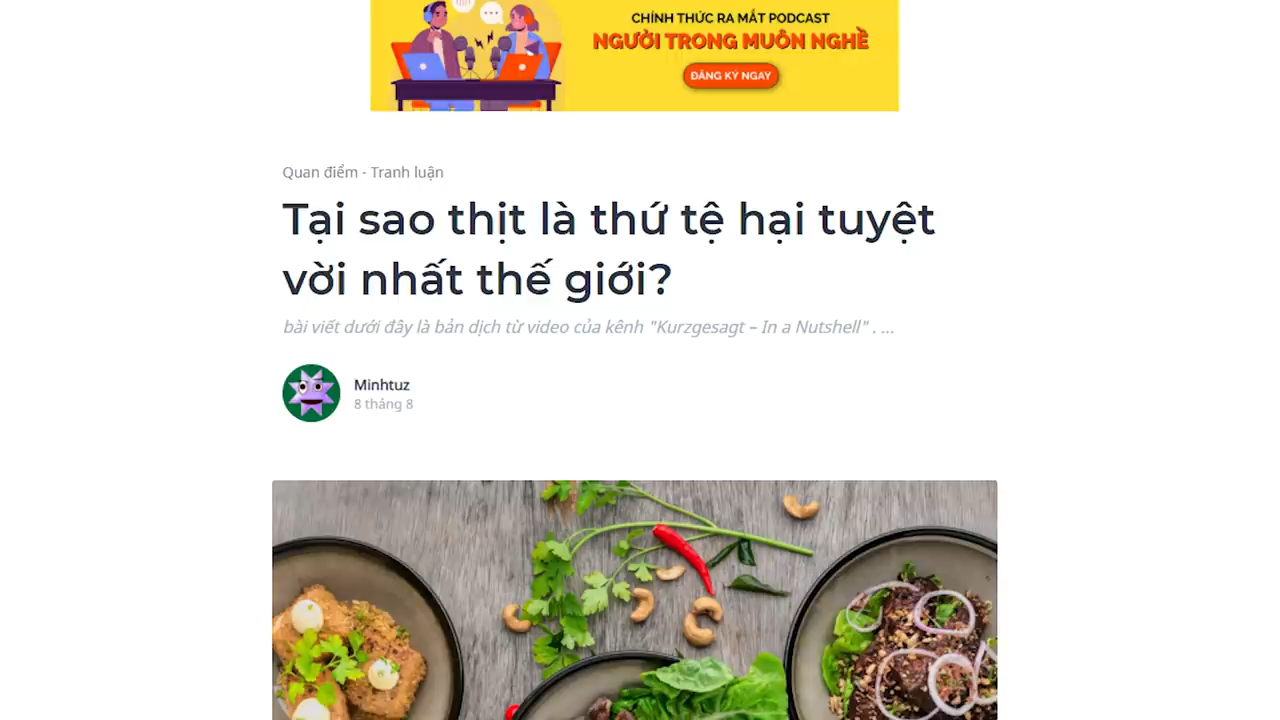 CHÍNH THỨC RA MẮT PODCAST
NGƯỜI TRONG MUÔN NGHỀ
ĐĂNG KÝ NGAY
Quan điểm - Tranh luận
Tại sao thịt là thứ tệ hại tuyệt
vời nhất thế giới?
bài viết dưới đây là bản dịch từ video của kênh "Kurzgesagt – In a Nutshell" . ...
Minhtuz
8 tháng 8